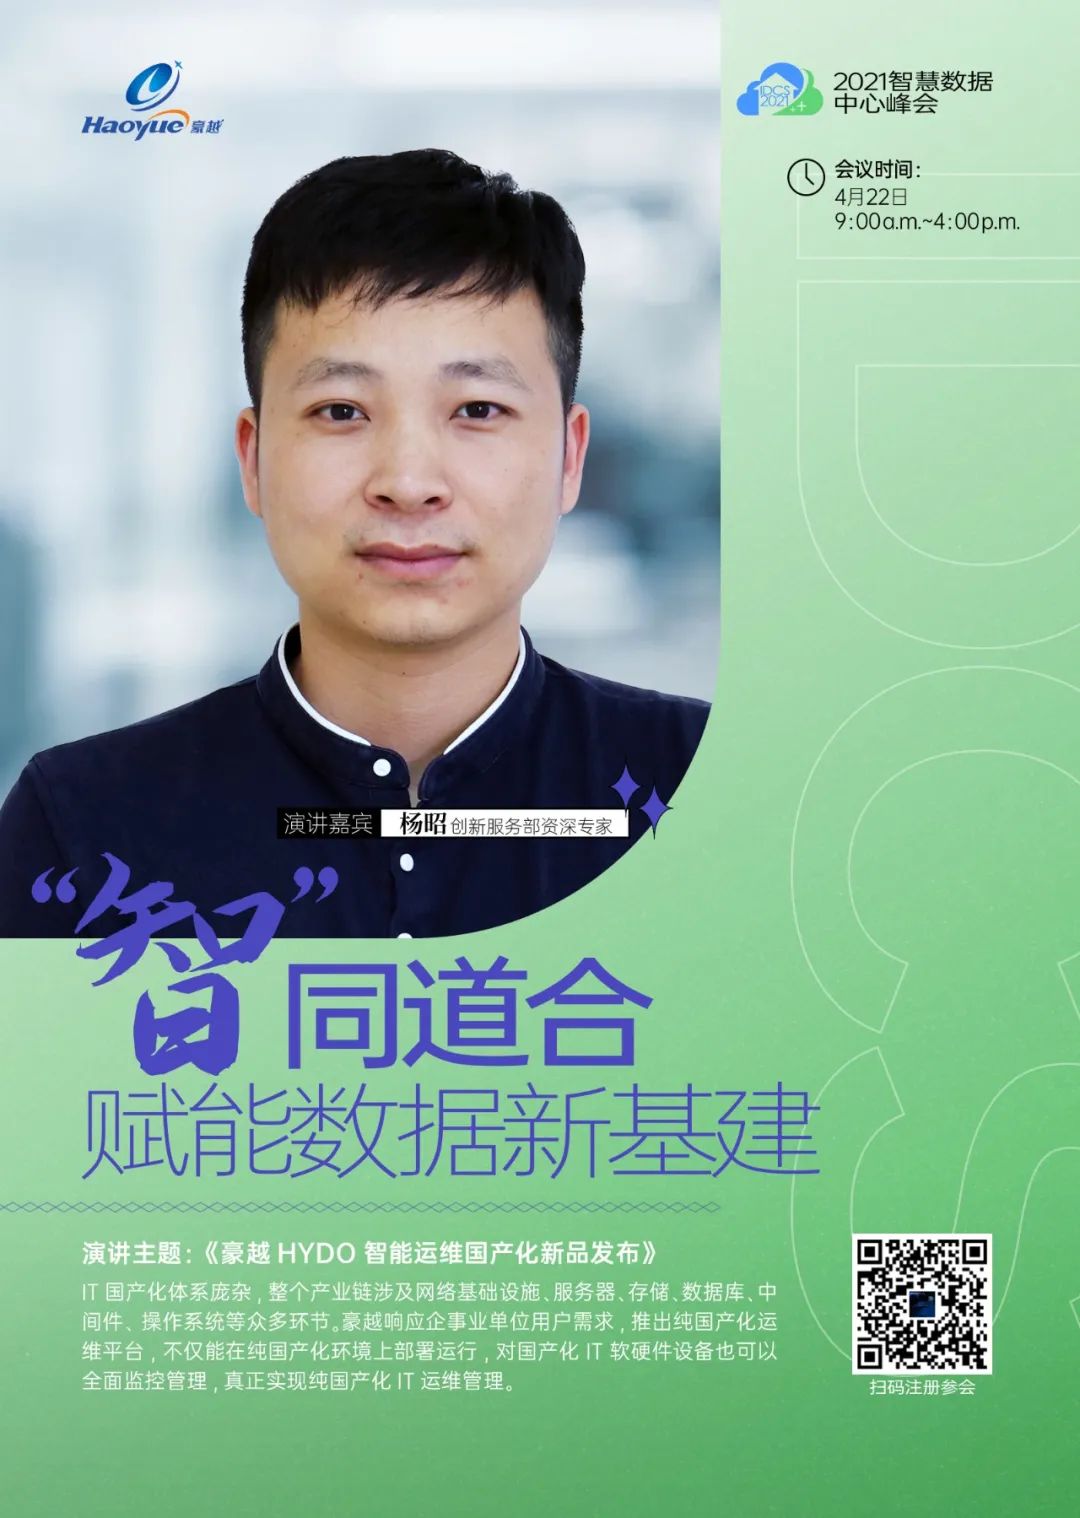 Haoyue 豪越
IDCS
2021
2021智慧数据
中心峰会
会议时间：
4月22日
9:00a.m.~4:00p.m.
IDCS
演讲嘉宾 杨昭 创新服务部资深专家
“智”同道合
赋能数据新基建
演讲主题：《豪越 HYDO 智能运维国产化新品发布》
IT 国产化体系庞杂，整个产业链涉及网络基础设施、服务器、存储、数据库、中
间件、操作系统等众多环节。豪越响应企事业单位用户需求，推出纯国产化运
维平台，不仅能在纯国产化环境上部署运行，对国产化 IT 软硬件设备也可以
全面监控管理，真正实现纯国产化 IT 运维管理。
扫码注册参会